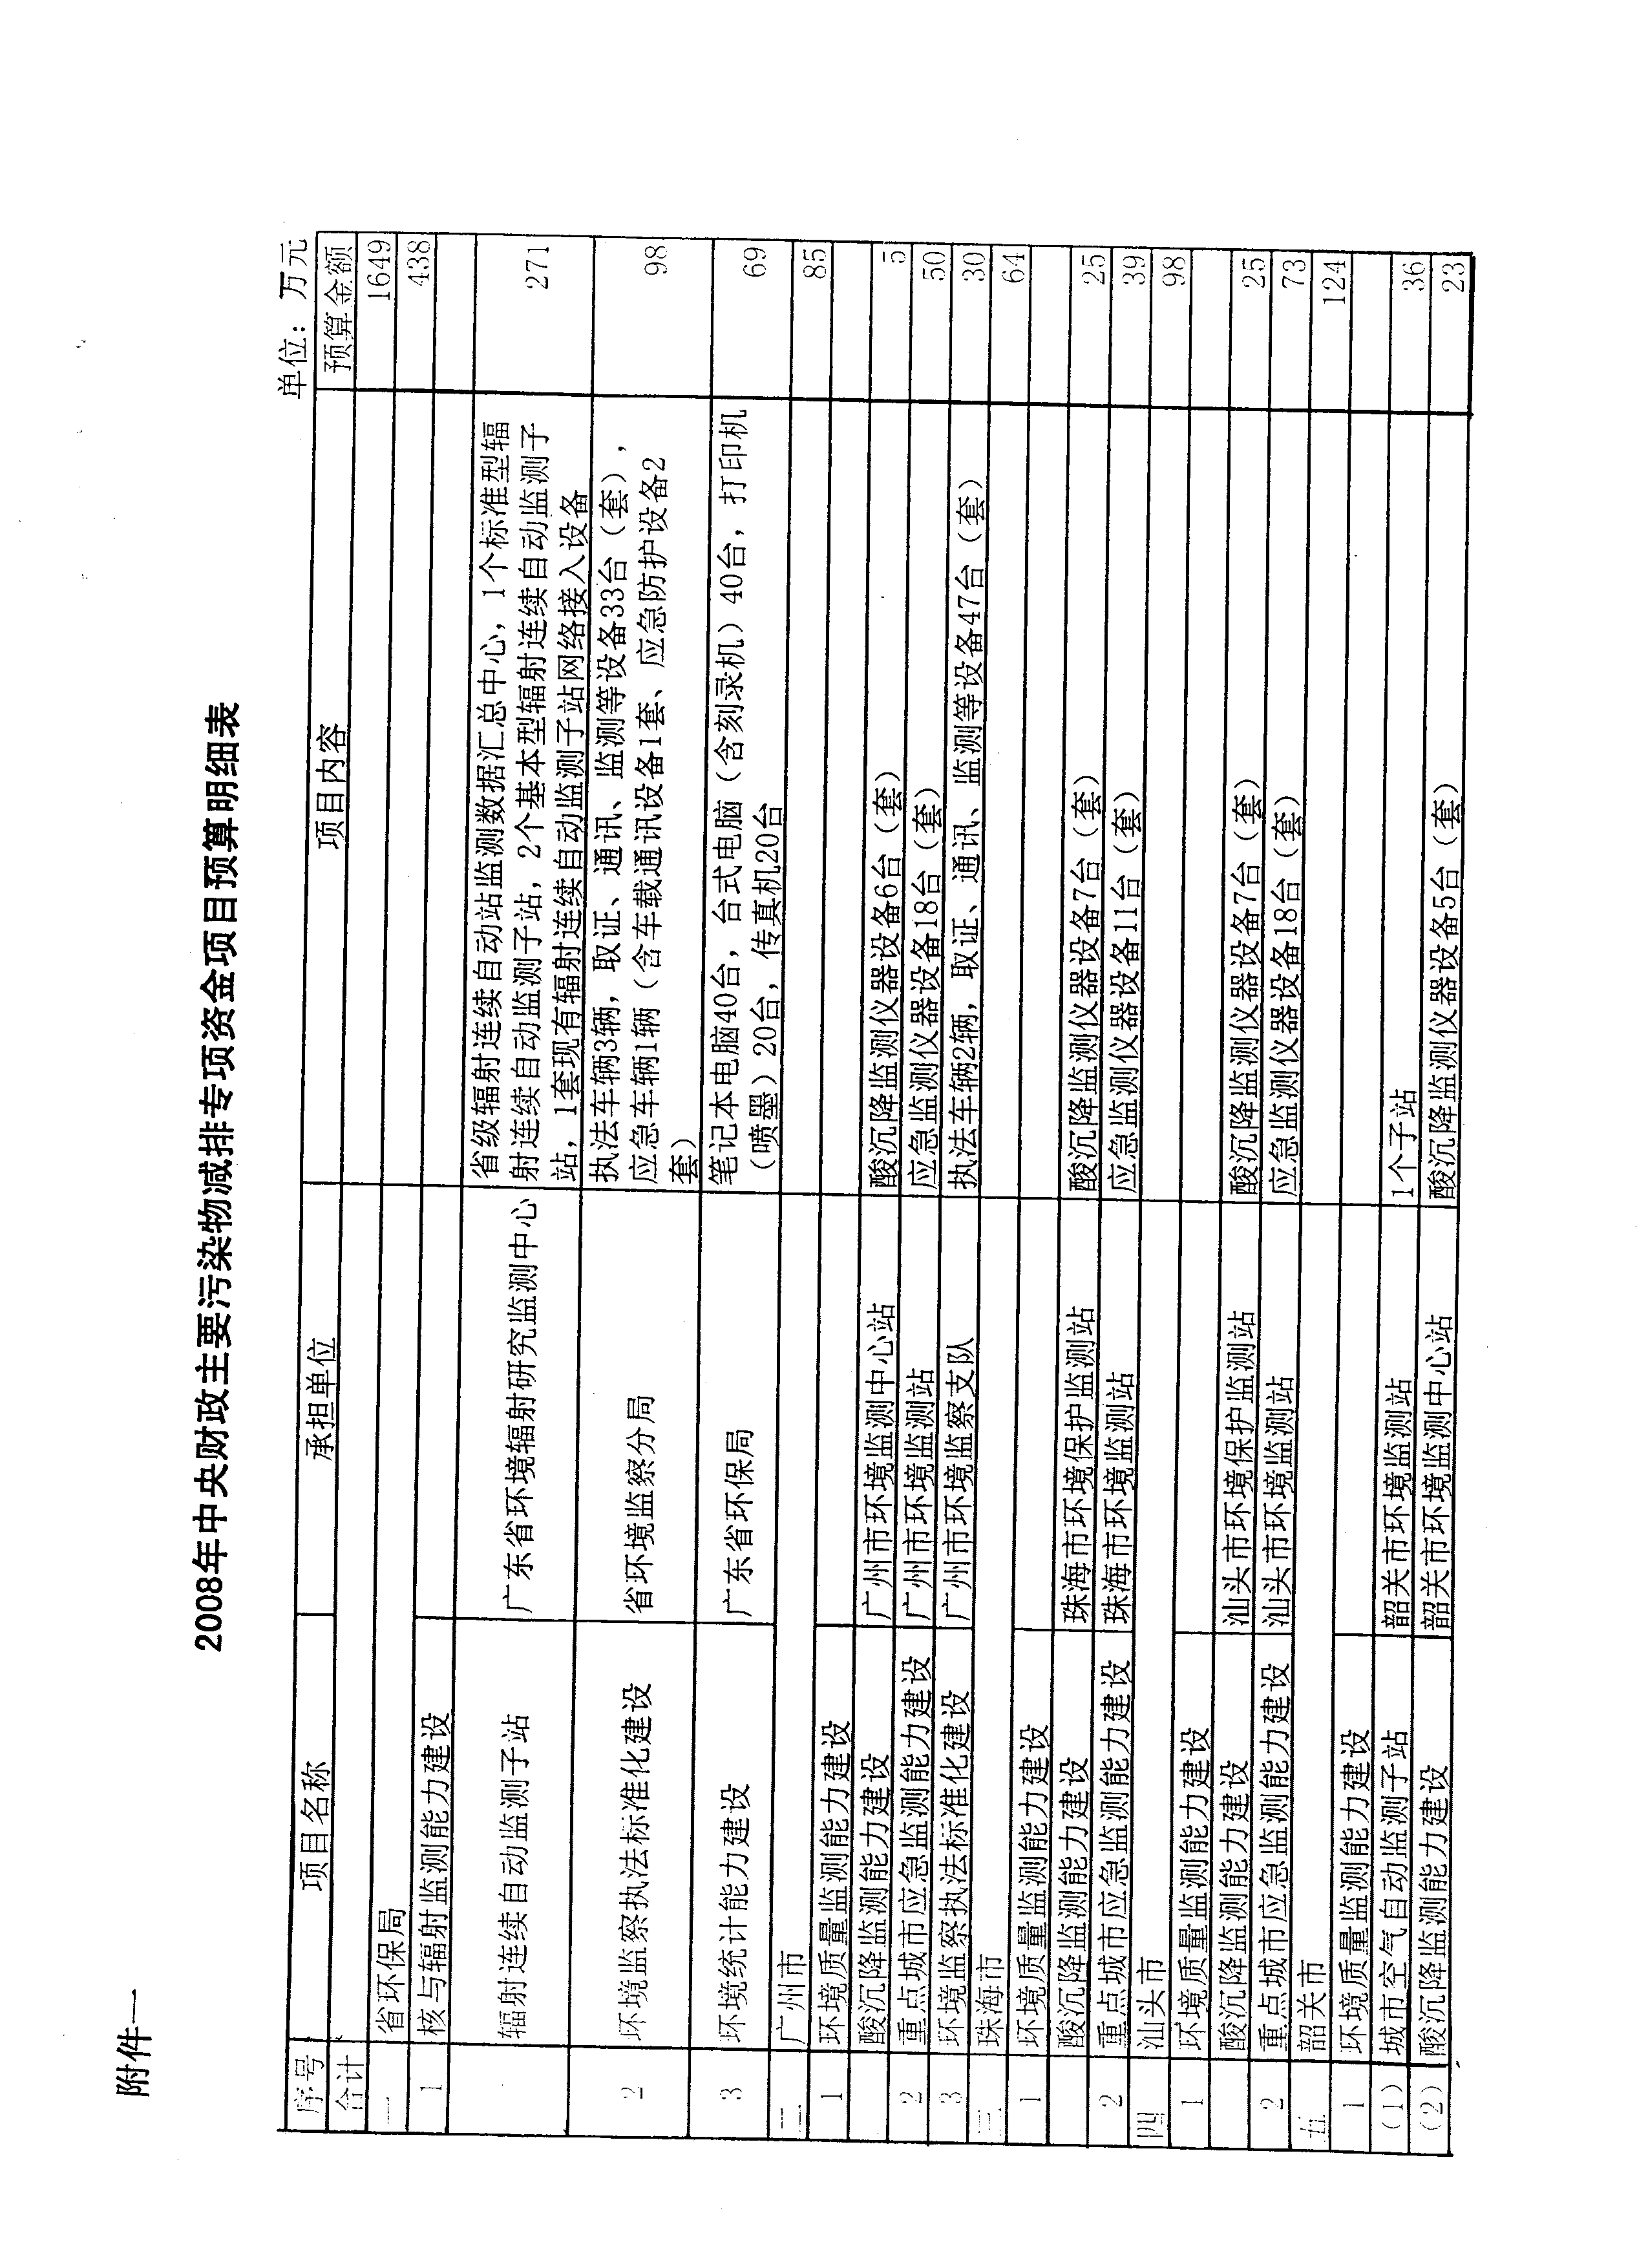 附件一
2008年中央财政主要污染物减排专项资金项目预算明细表
单位：万元
序号 项目名称 承担单位 项目内容 预算金额
合计 1649
一 省环保局 438
1 核与辐射监测能力建设
辐射连续自动监测子站 广东省环境辐射研究监测中心 省级辐射连续自动站监测数据汇总中心，1个标准型辐
射连续自动监测子站，2个基本型辐射连续自动监测子
站，1套现有辐射连续自动监测子站网络接入设备 271
2 环境监察执法标准化建设 省环境监察分局 执法车辆3辆，取证、通讯、监测等设备33台（套），
应急车辆1辆（含车载通讯设备1套、应急防护设备2
套） 98
3 环境统计能力建设 广东省环保局 笔记本电脑40台，台式电脑（含刻录机）40台，打印机
（喷墨）20台，传真机20台 69
二 广州市 85
1 环境质量监测能力建设
酸沉降监测能力建设 广州市环境监测中心站 酸沉降监测仪器设备6台（套） 5
2 重点城市应急监测能力建设 广州市环境监测站 应急监测仪器设备18台（套） 50
3 环境监察执法标准化建设 广州市环境监察支队 执法车辆2辆，取证、通讯、监测等设备47台（套） 30
三 珠海市 64
1 环境质量监测能力建设
酸沉降监测能力建设 珠海市环境保护监测站 酸沉降监测仪器设备7台（套） 25
2 重点城市应急监测能力建设 珠海市环境监测站 应急监测仪器设备11台（套） 39
四 汕头市 98
1 环境质量监测能力建设
酸沉降监测能力建设 汕头市环境保护监测站 酸沉降监测仪器设备7台（套） 25
2 重点城市应急监测能力建设 汕头市环境监测站 应急监测仪器设备18台（套） 73
五 韶关市 124
1 环境质量监测能力建设
（1） 城市空气自动监测子站 韶关市环境监测站 1个子站 36
（2） 酸沉降监测能力建设 韶关市环境监测中心站 酸沉降监测仪器设备5台（套） 23